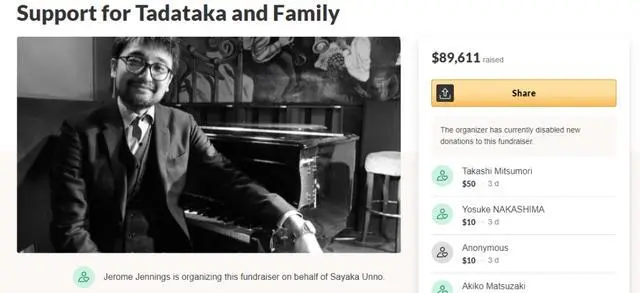 Support for Tadataka and Family
$89,611 raised
Share
The organizer has currently disabled new
donations to this fundraiser.
Takashi Mitsumori
$50 · 3 d
Yosuke NAKASHIMA
$10 · 3 d
Anonymous
$10 · 3 d
Akiko Matsuzaki
Jerome Jennings is organizing this fundraiser on behalf of Sayaka Unno.